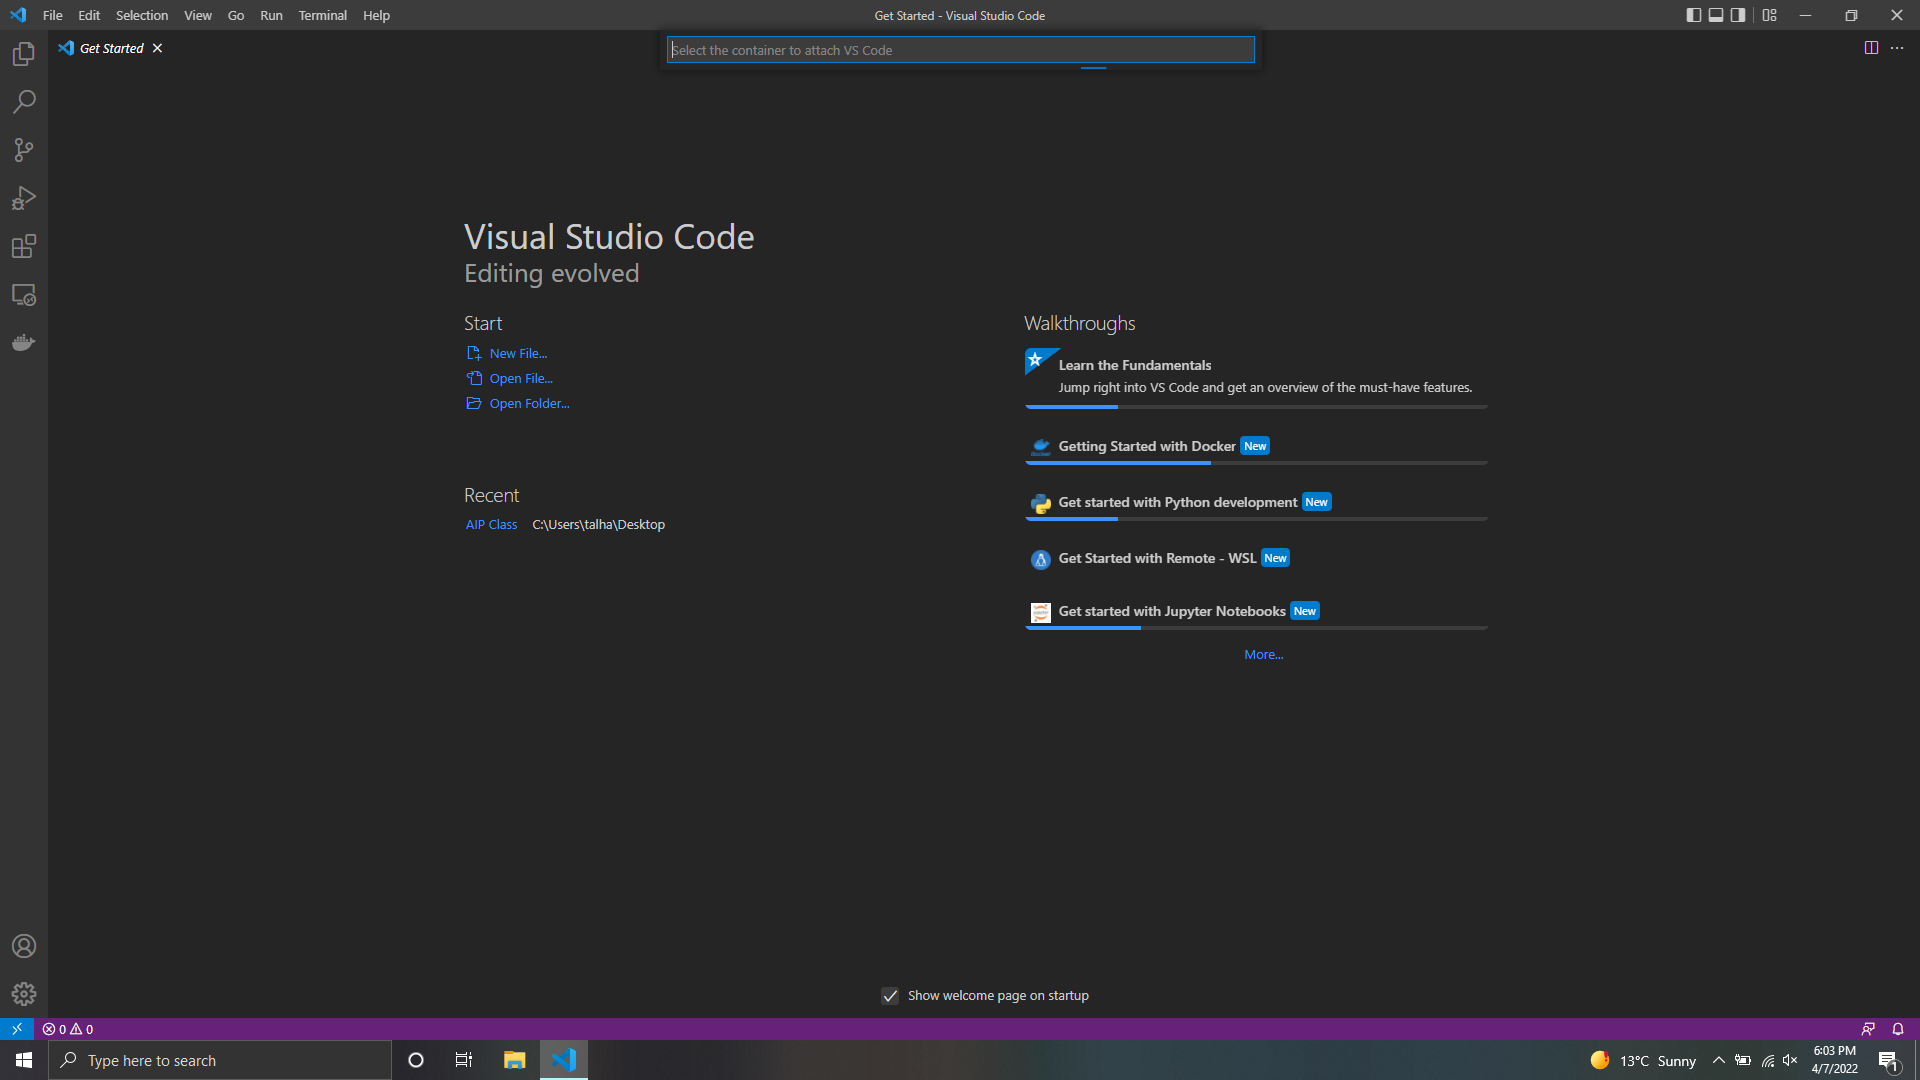 File Edit Selection View Go Run Terminal Help
Get Started - Visual Studio Code
Get Started
Select the container to attach VS Code
Visual Studio Code
Editing evolved
Start
New File...
Open File...
Open Folder...
Recent
AIP Class C:\Users\talha\Desktop
Walkthroughs
Learn the Fundamentals
Jump right into VS Code and get an overview of the must-have features.
Getting Started with Docker New
Get started with Python development New
Get Started with Remote - WSL New
Get started with Jupyter Notebooks New
More...
Show welcome page on startup
0 0
Type here to search
13°C Sunny
6:03 PM
4/7/2022
1